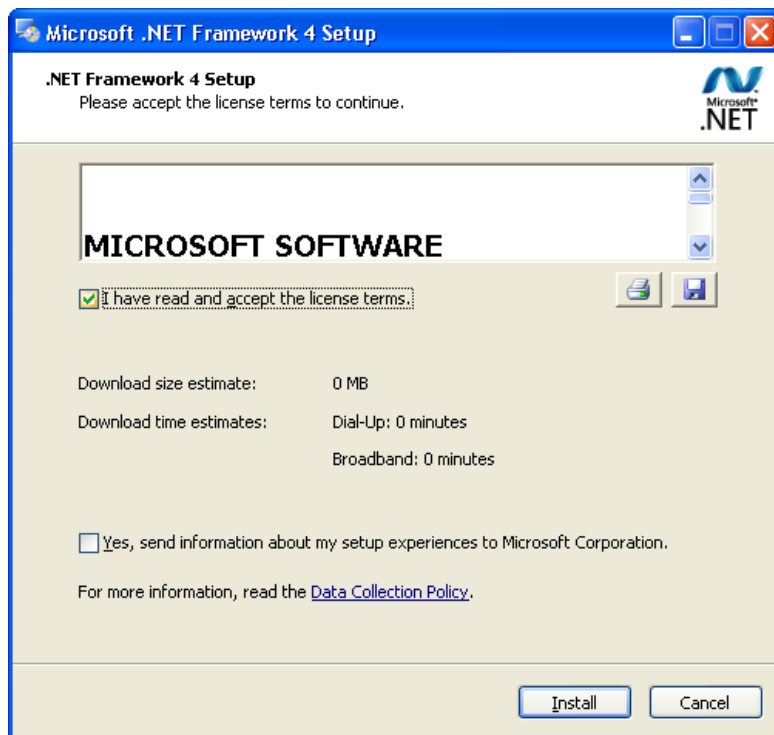 Microsoft .NET Framework 4 Setup
.NET Framework 4 Setup
Please accept the license terms to continue.
Microsoft®
.NET
MICROSOFT SOFTWARE
I have read and accept the license terms.
Download size estimate: 0 MB
Download time estimates: Dial-Up: 0 minutes
Broadband: 0 minutes
Yes, send information about my setup experiences to Microsoft Corporation.
For more information, read the Data Collection Policy.
Install Cancel